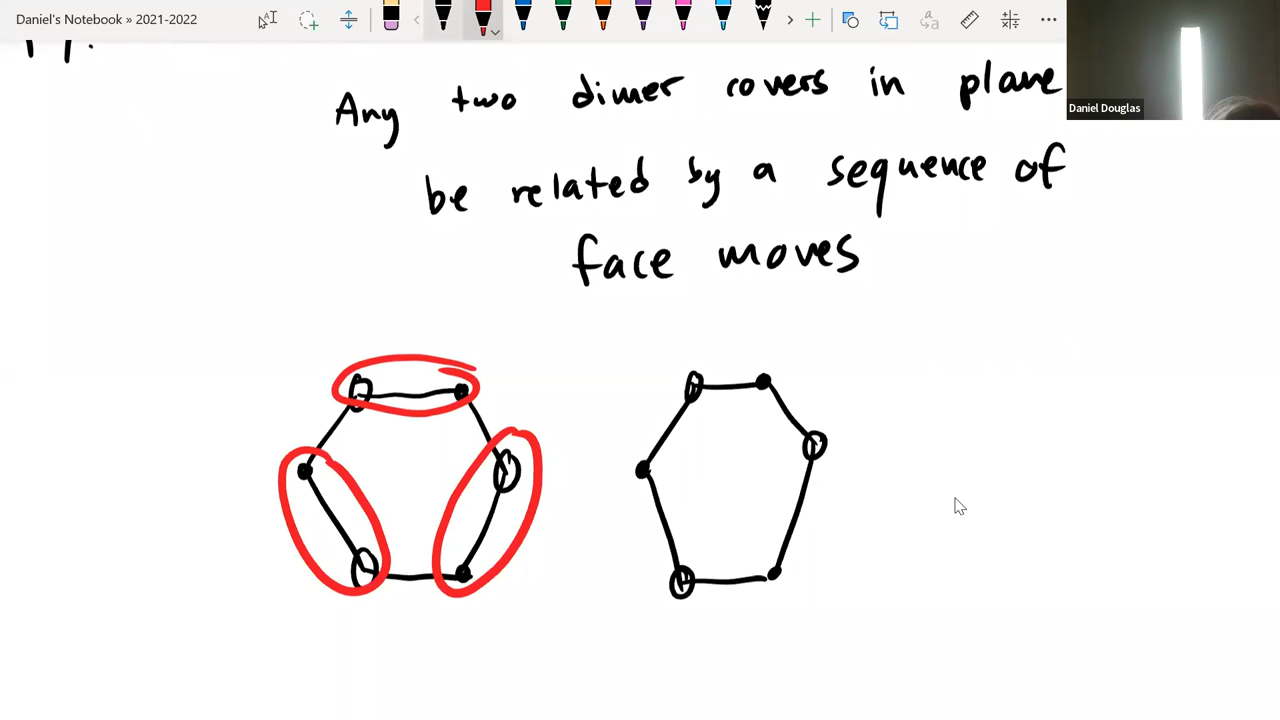 Daniel's Notebook » 2021-2022
Daniel Douglas
Any two dimer covers in plane
be related by a sequence of
face moves